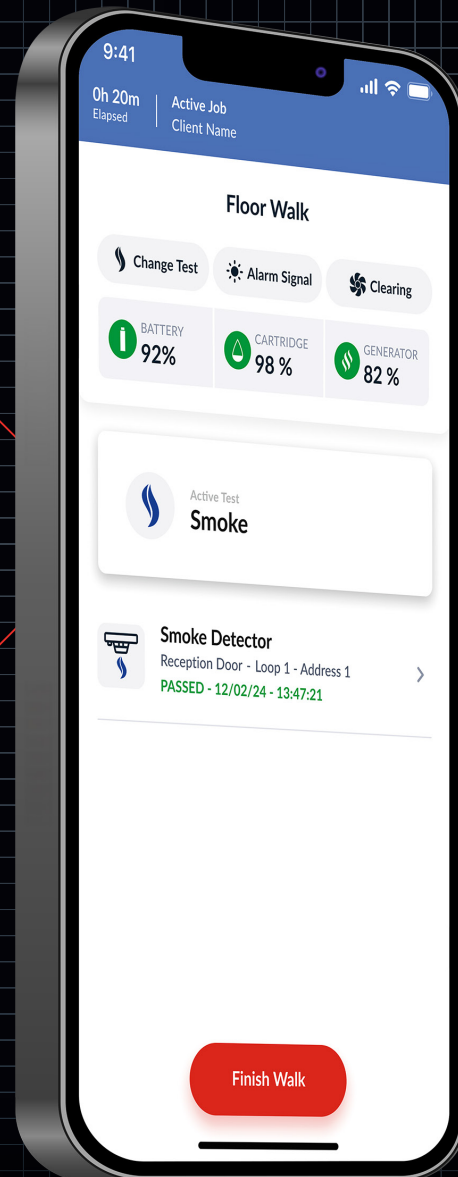 9:41
0h 20m
Elapsed
Active Job
Client Name
Floor Walk
Change Test
Alarm Signal
Clearing
BATTERY
92%
CARTRIDGE
98 %
GENERATOR
82 %
Active Test
Smoke
Smoke Detector
Reception Door - Loop 1 - Address 1
PASSED - 12/02/24 - 13:47:21
Finish Walk